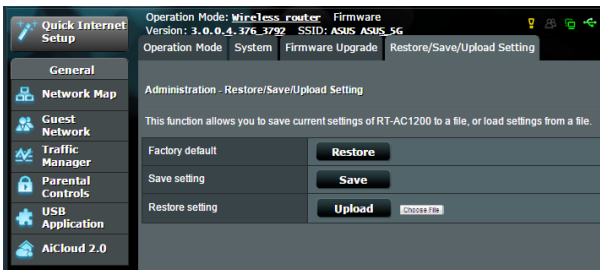 Quick Internet
Setup
General
Network Map
Guest
Network
Traffic
Manager
Parental
Controls
USB
Application
AiCloud 2.0
Operation Mode: Wireless router Firmware
Version: 3.0.0.4.376_3792 SSID: ASUS ASUS_5G
Operation Mode System Firmware Upgrade Restore/Save/Upload Setting
Administration - Restore/Save/Upload Setting
This function allows you to save current settings of RT-AC1200 to a file, or load settings from a file.
Factory default Restore
Save setting Save
Restore setting Upload Choose File